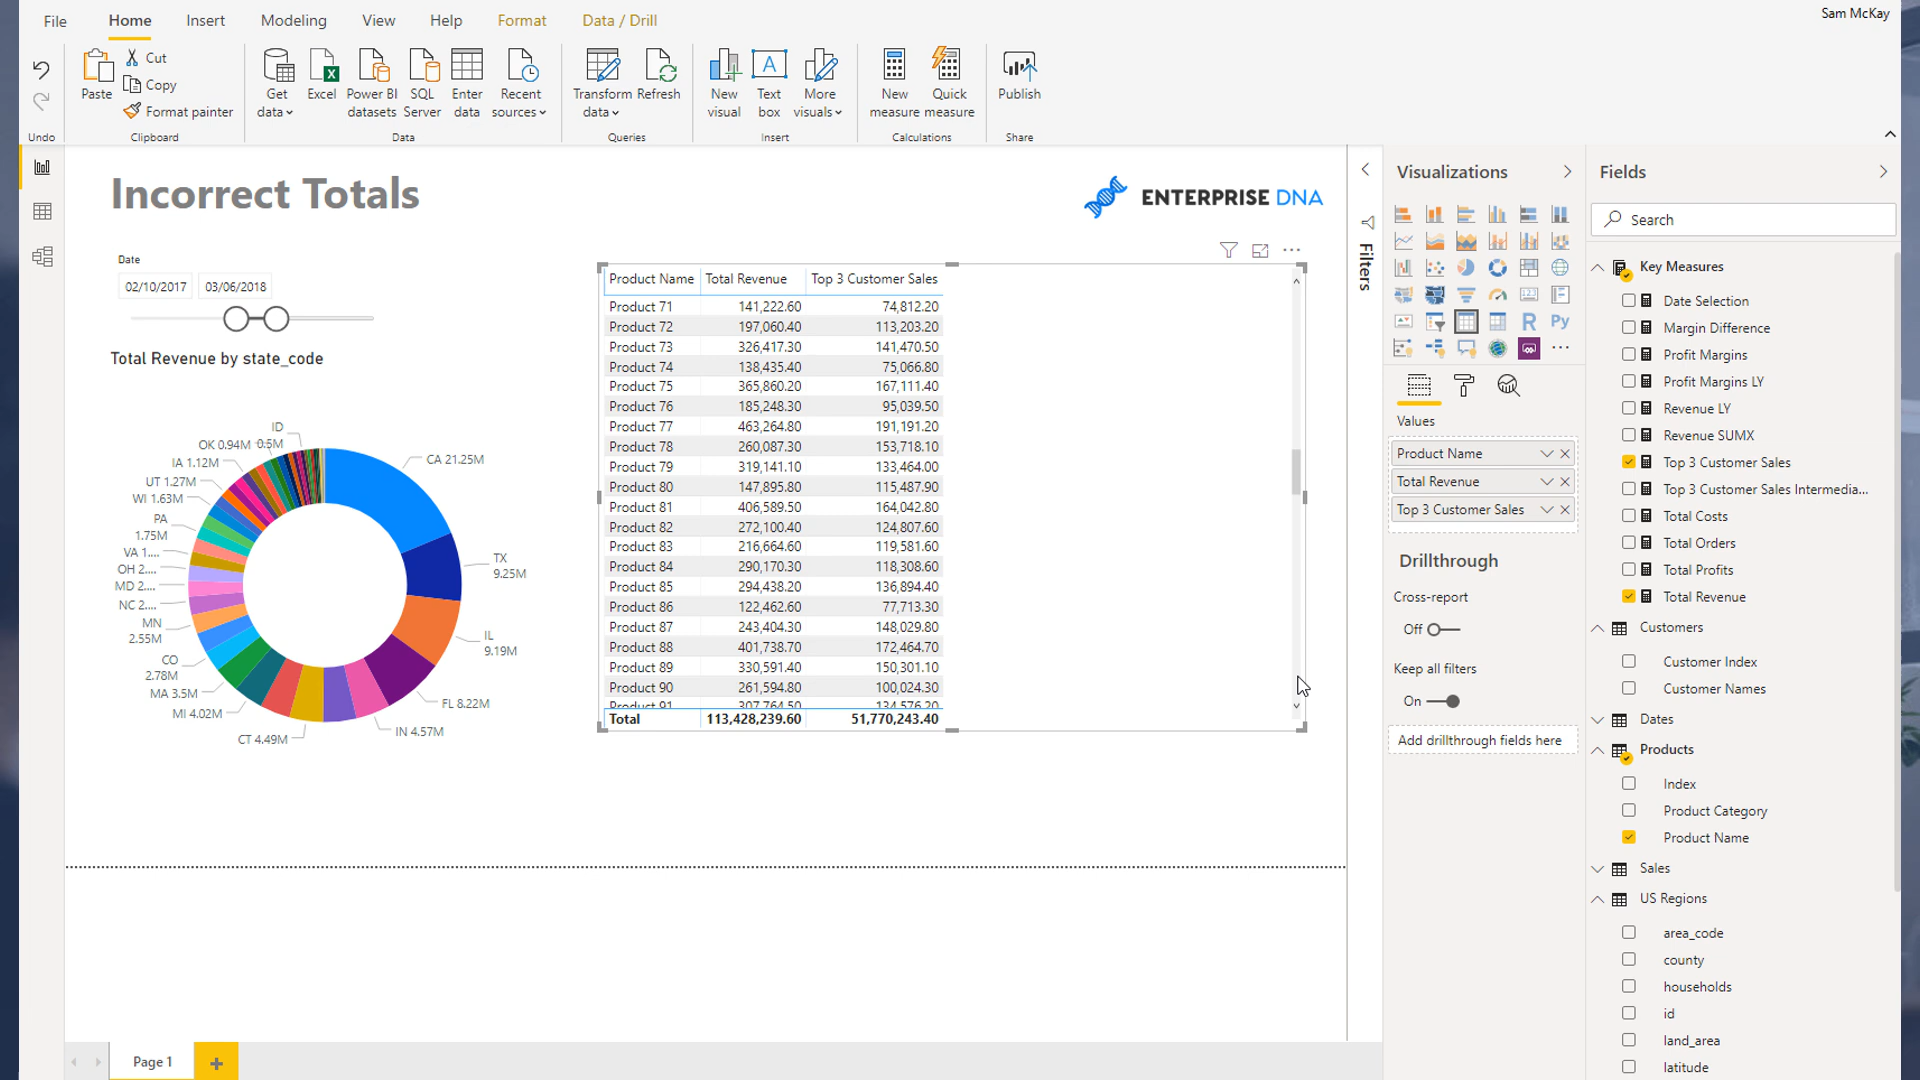 Sam McKay
File Home Insert Modeling View Help Format Data / Drill
Undo
Paste
Cut
Copy
Format painter
Clipboard
Get data
Excel
Power BI datasets
SQL Server
Enter data
Recent sources
Data
Transform data
Refresh
Queries
New visual
Text box
More visuals
Insert
New measure
Quick measure
Calculations
Publish
Share
Incorrect Totals
ENTERPRISE DNA
Date
02/10/2017 03/06/2018
Total Revenue by state_code
ID
0.5M
OK 0.94M
IA 1.12M
UT 1.27M
WI 1.63M
PA
1.75M
VA 1....
OH 2....
MD 2....
NC 2....
MN
2.55M
CO
2.78M
MA 3.5M
MI 4.02M
CT 4.49M
IN 4.57M
FL 8.22M
IL
9.19M
TX
9.25M
CA 21.25M
Product Name Total Revenue Top 3 Customer Sales
Product 71 141,222.60 74,812.20
Product 72 197,060.40 113,203.20
Product 73 326,417.30 141,470.50
Product 74 138,435.40 75,066.80
Product 75 365,860.20 167,111.40
Product 76 185,248.30 95,039.50
Product 77 463,264.80 191,191.20
Product 78 260,087.30 153,718.10
Product 79 319,141.10 133,464.00
Product 80 147,895.80 115,487.90
Product 81 406,589.50 164,042.80
Product 82 272,100.40 124,807.60
Product 83 216,664.60 119,581.60
Product 84 290,170.30 118,308.60
Product 85 294,438.20 136,894.40
Product 86 122,462.60 77,713.30
Product 87 243,404.30 148,029.80
Product 88 401,738.70 172,464.70
Product 89 330,591.40 150,301.10
Product 90 261,594.80 100,024.30
Product 91 307,764.50 134,576.20
Total 113,428,239.60 51,770,243.40
Filters
Visualizations
R Py
Values
Product Name
Total Revenue
Top 3 Customer Sales
Drillthrough
Cross-report
Off
Keep all filters
On
Add drillthrough fields here
Fields
Search
Key Measures
Date Selection
Margin Difference
Profit Margins
Profit Margins LY
Revenue LY
Revenue SUMX
Top 3 Customer Sales
Top 3 Customer Sales Intermedia...
Total Costs
Total Orders
Total Profits
Total Revenue
Customers
Customer Index
Customer Names
Dates
Products
Index
Product Category
Product Name
Sales
US Regions
area_code
county
households
id
land_area
latitude
Page 1